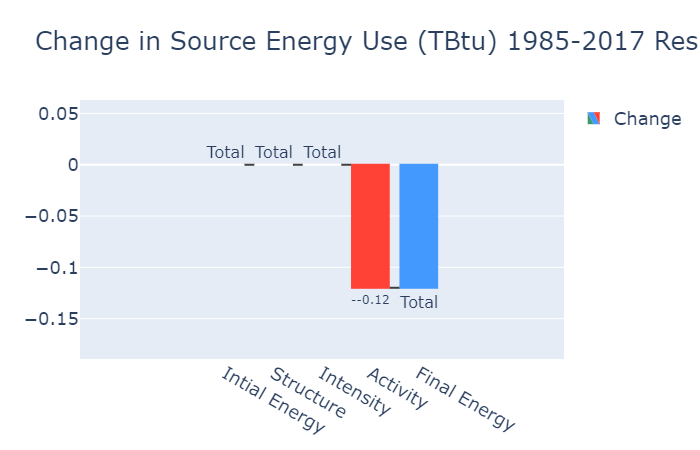 Change in Source Energy Use (TBtu) 1985-2017 Res
0.05
0
−0.05
−0.1
−0.15
Total
Total
Total
--0.12
Total
Intial Energy
Structure
Intensity
Activity
Final Energy
Change